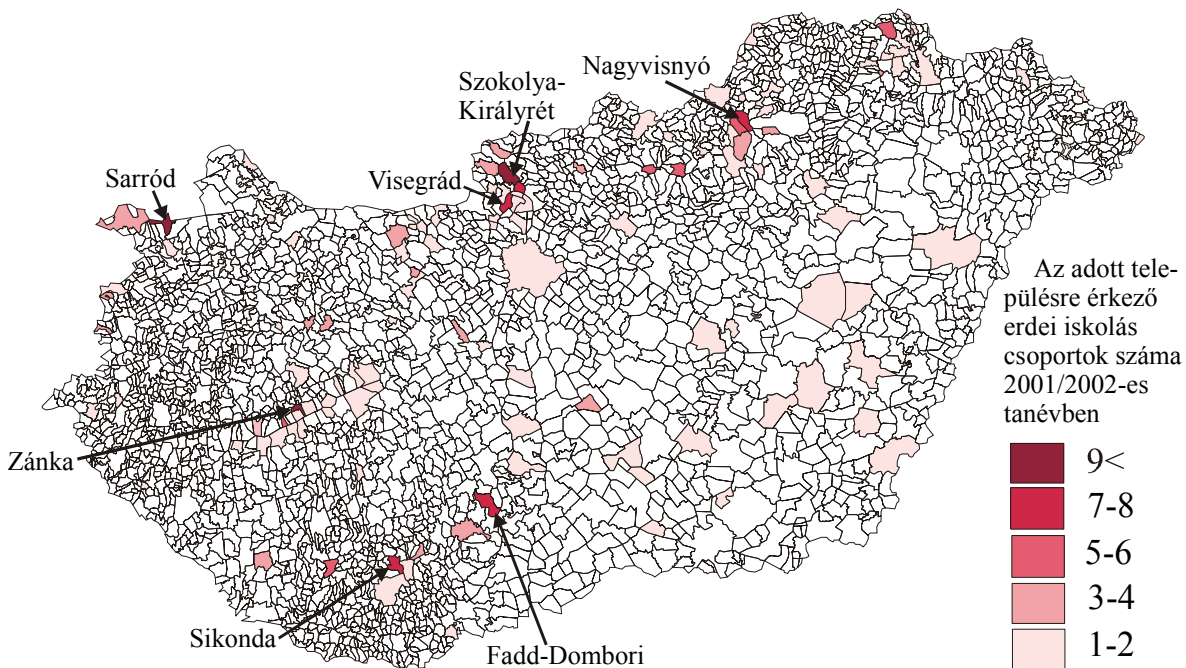 Nagyvisnyó
Szokolya-
Királyrét
Sarród
Visegrád
Zánka
Sikonda
Fadd-Dombori
Az adott tele-
pülésre érkező
erdei iskolás
csoportok száma
2001/2002-es
tanévben
9<
7-8
5-6
3-4
1-2